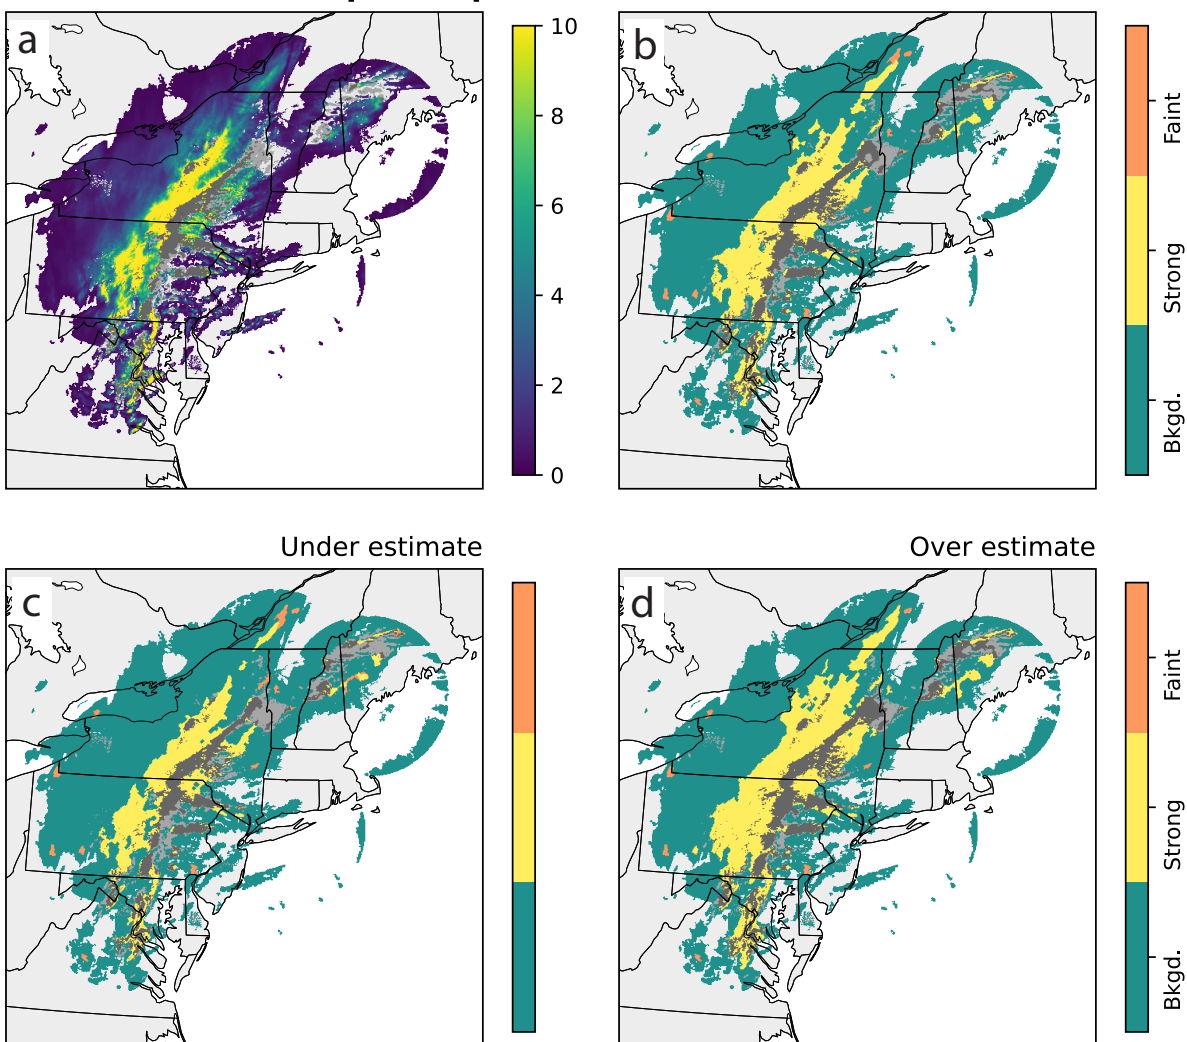 a
10
8
6
4
2
0
b
Faint
Strong
Bkgd.
Under estimate
c
Over estimate
d
Faint
Strong
Bkgd.